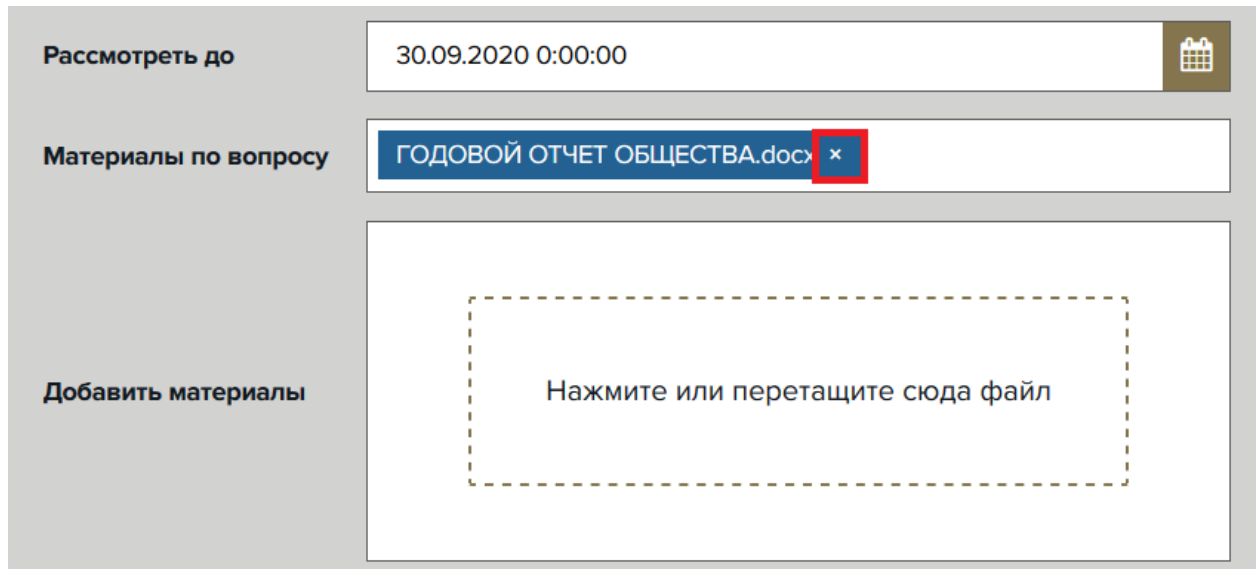 Рассмотреть до 30.09.2020 0:00:00
Материалы по вопросу ГОДОВОЙ ОТЧЕТ ОБЩЕСТВА.docx ×
Добавить материалы Нажмите или перетащите сюда файл